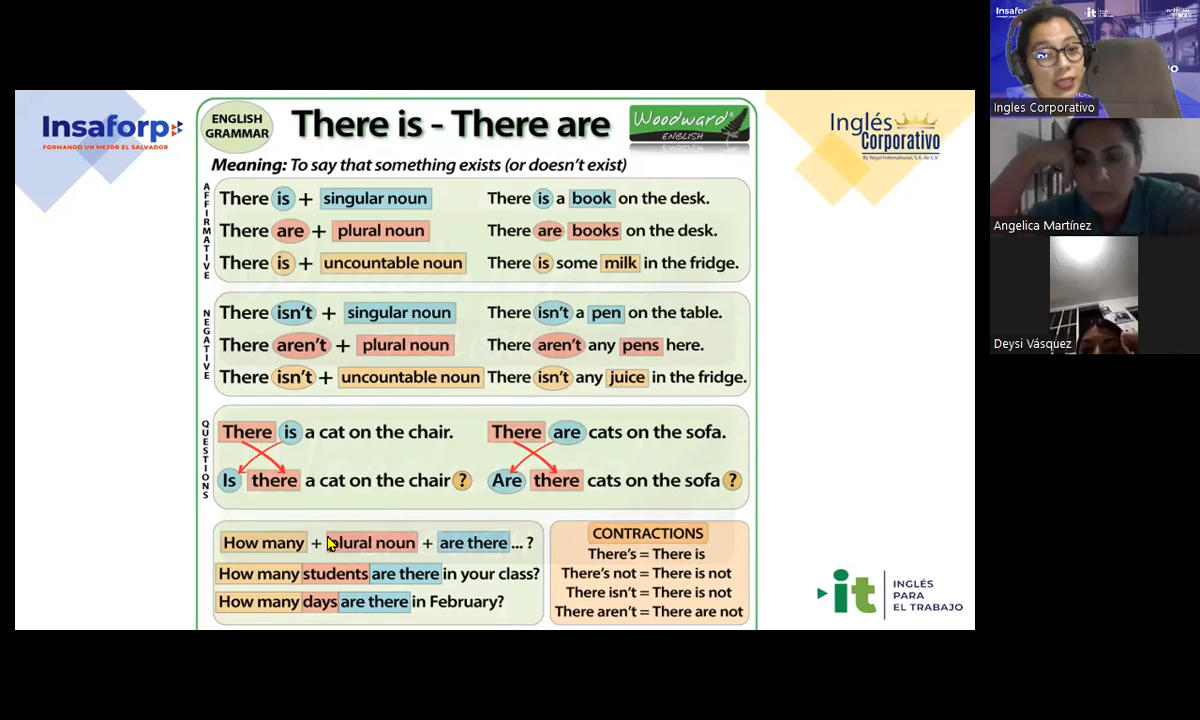 Insaforp
FORMANDO UN MEJOR EL SALVADOR
ENGLISH
GRAMMAR
There is - There are
Woodward®
ENGLISH
Inglés
Corporativo
By Regal International, S.A. de C.V.
Meaning: To say that something exists (or doesn't exist)
AFFIRMATIVE
There is + singular noun There is a book on the desk.
There are + plural noun There are books on the desk.
There is + uncountable noun There is some milk in the fridge.
NEGATIVE
There isn't + singular noun There isn't a pen on the table.
There aren't + plural noun There aren't any pens here.
There isn't + uncountable noun There isn't any juice in the fridge.
QUESTIONS
There is a cat on the chair. There are cats on the sofa.
Is there a cat on the chair ? Are there cats on the sofa ?
How many + plural noun + are there ... ?
How many students are there in your class?
How many days are there in February?
CONTRACTIONS
There's = There is
There's not = There is not
There isn't = There is not
There aren't = There are not
it
INGLÉS
PARA
EL TRABAJO
Ingles Corporativo
Angelica Martínez
Deysi Vásquez